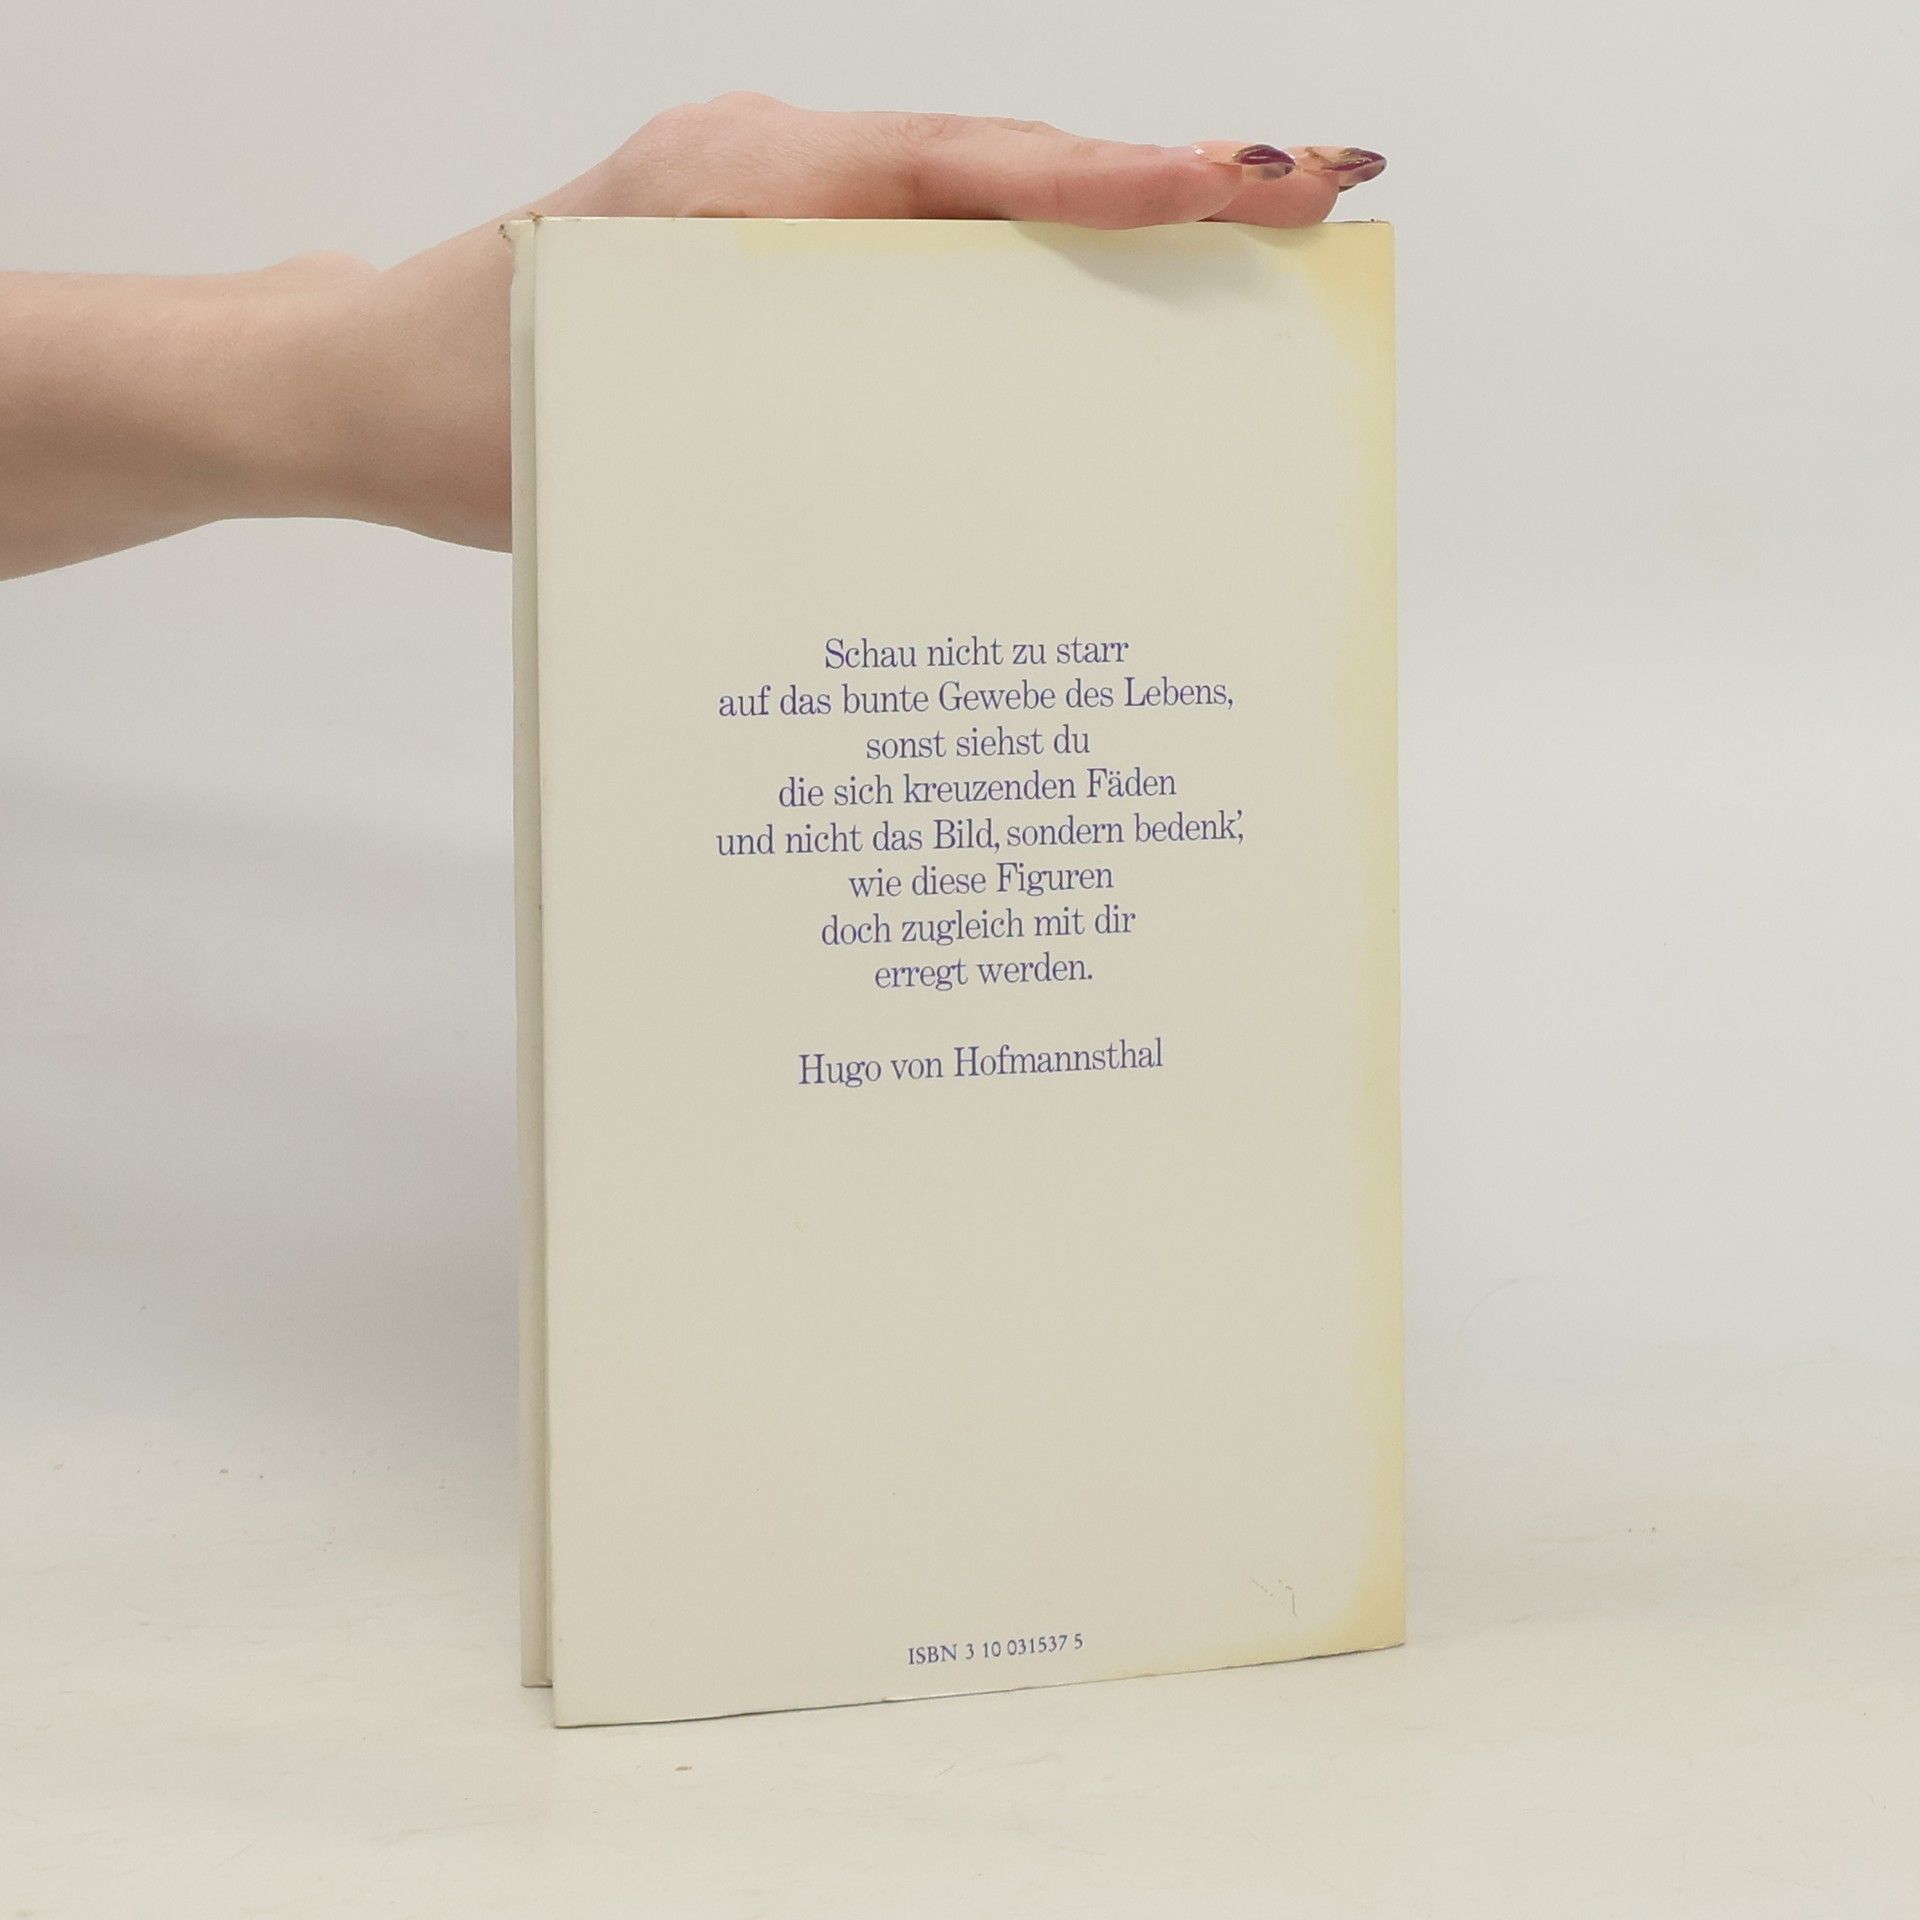 Schau nicht zu starr
auf das bunte Gewebe des Lebens,
sonst siehst du
die sich kreuzenden Fäden
und nicht das Bild, sondern bedenk',
wie diese Figuren
doch zugleich mit dir
erregt werden.
Hugo von Hofmannsthal
ISBN 3 10 031537 5